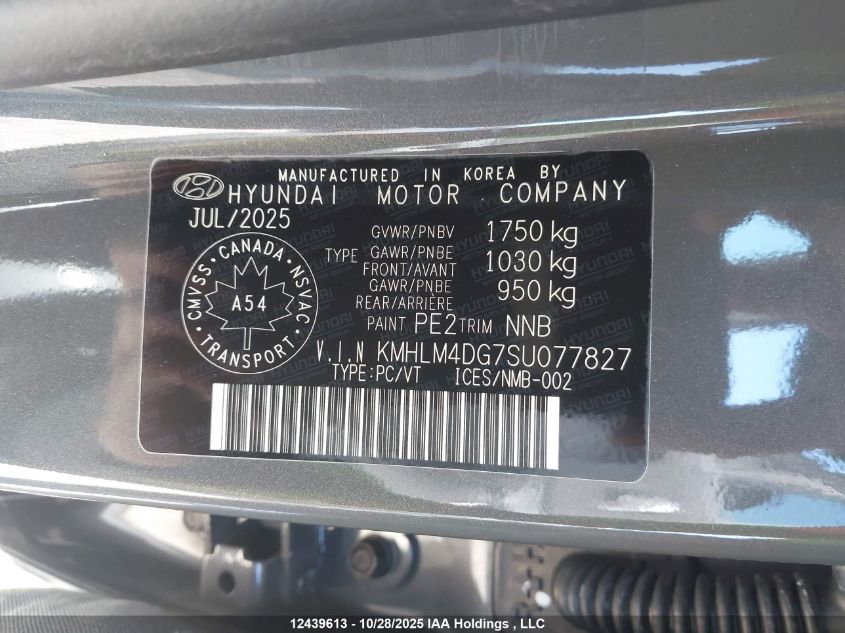 MANUFACTURED IN KOREA BY
HYUNDAI MOTOR COMPANY
JUL/2025
GVWR/PNBV 1750 kg
TYPE GAWR/PNBE FRONT/AVANT 1030 kg
GAWR/PNBE REAR/ARRIÈRE 950 kg
CANADA
CMVSS • NSVAC
A54
TRANSPORT
PAINT PE2 TRIM NNB
V.I.N KMHLM4DG7SU077827
TYPE:PC/VT ICES/NMB-002
12439613 - 10/28/2025 IAA Holdings , LLC